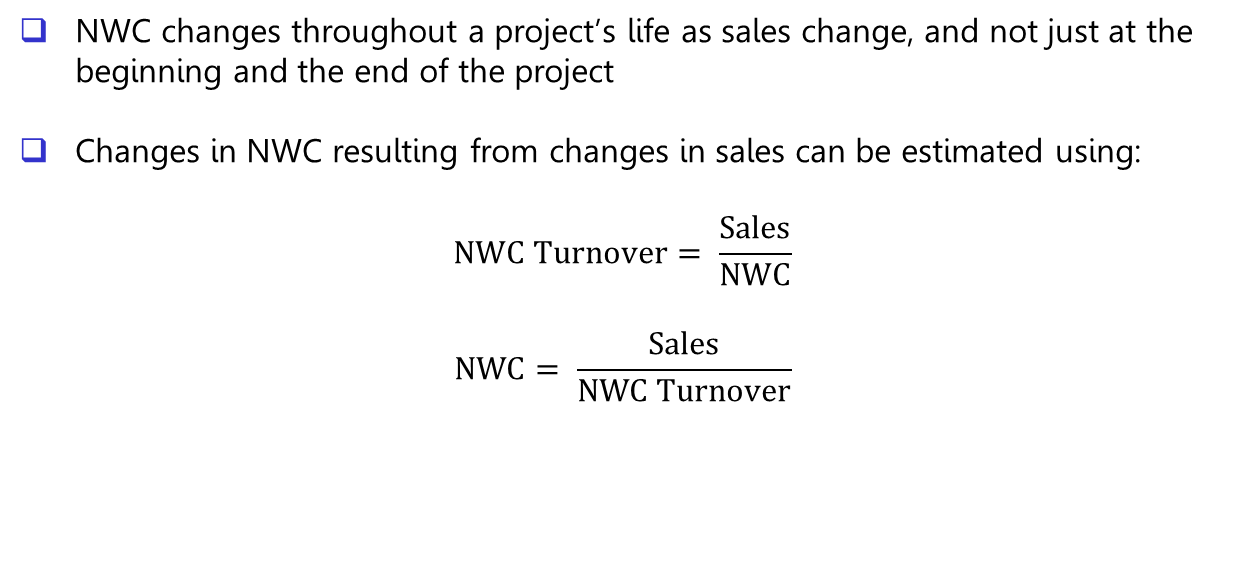 ❑ NWC changes throughout a project’s life as sales change, and not just at the
beginning and the end of the project
❑ Changes in NWC resulting from changes in sales can be estimated using:
NWC Turnover = Sales / NWC
NWC = Sales / NWC Turnover